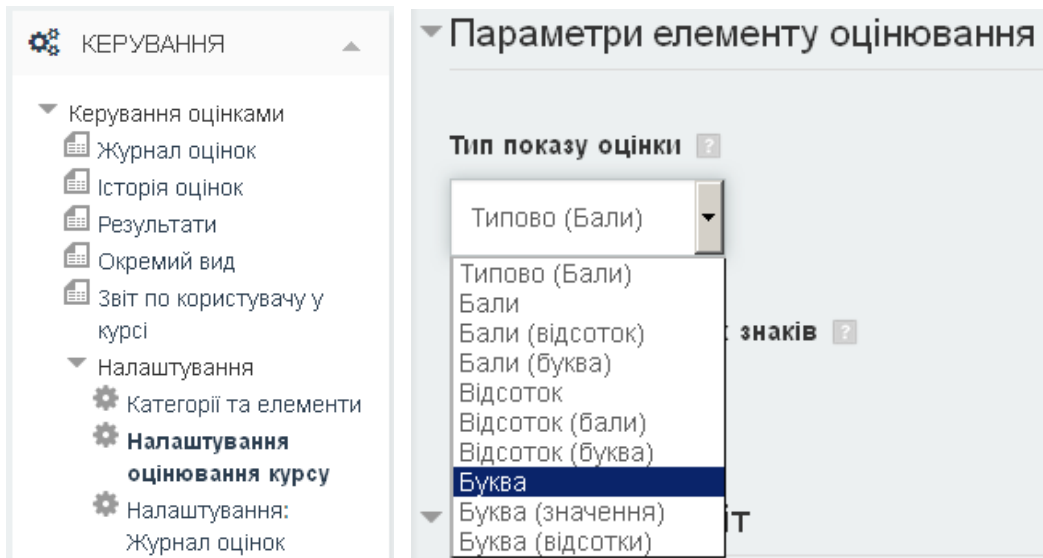 КЕРУВАННЯ
Керування оцінками
Журнал оцінок
Історія оцінок
Результати
Окремий вид
Звіт по користувачу у
курсі
Налаштування
Категорії та елементи
Налаштування
оцінювання курсу
Налаштування:
Журнал оцінок
Параметри елементу оцінювання
Тип показу оцінки ?
Типово (Бали)
Типово (Бали)
Бали
Бали (відсоток)
Бали (буква)
Відсоток
Відсоток (бали)
Відсоток (буква)
Буква
Буква (значення)
Буква (відсотки)
знаків ?